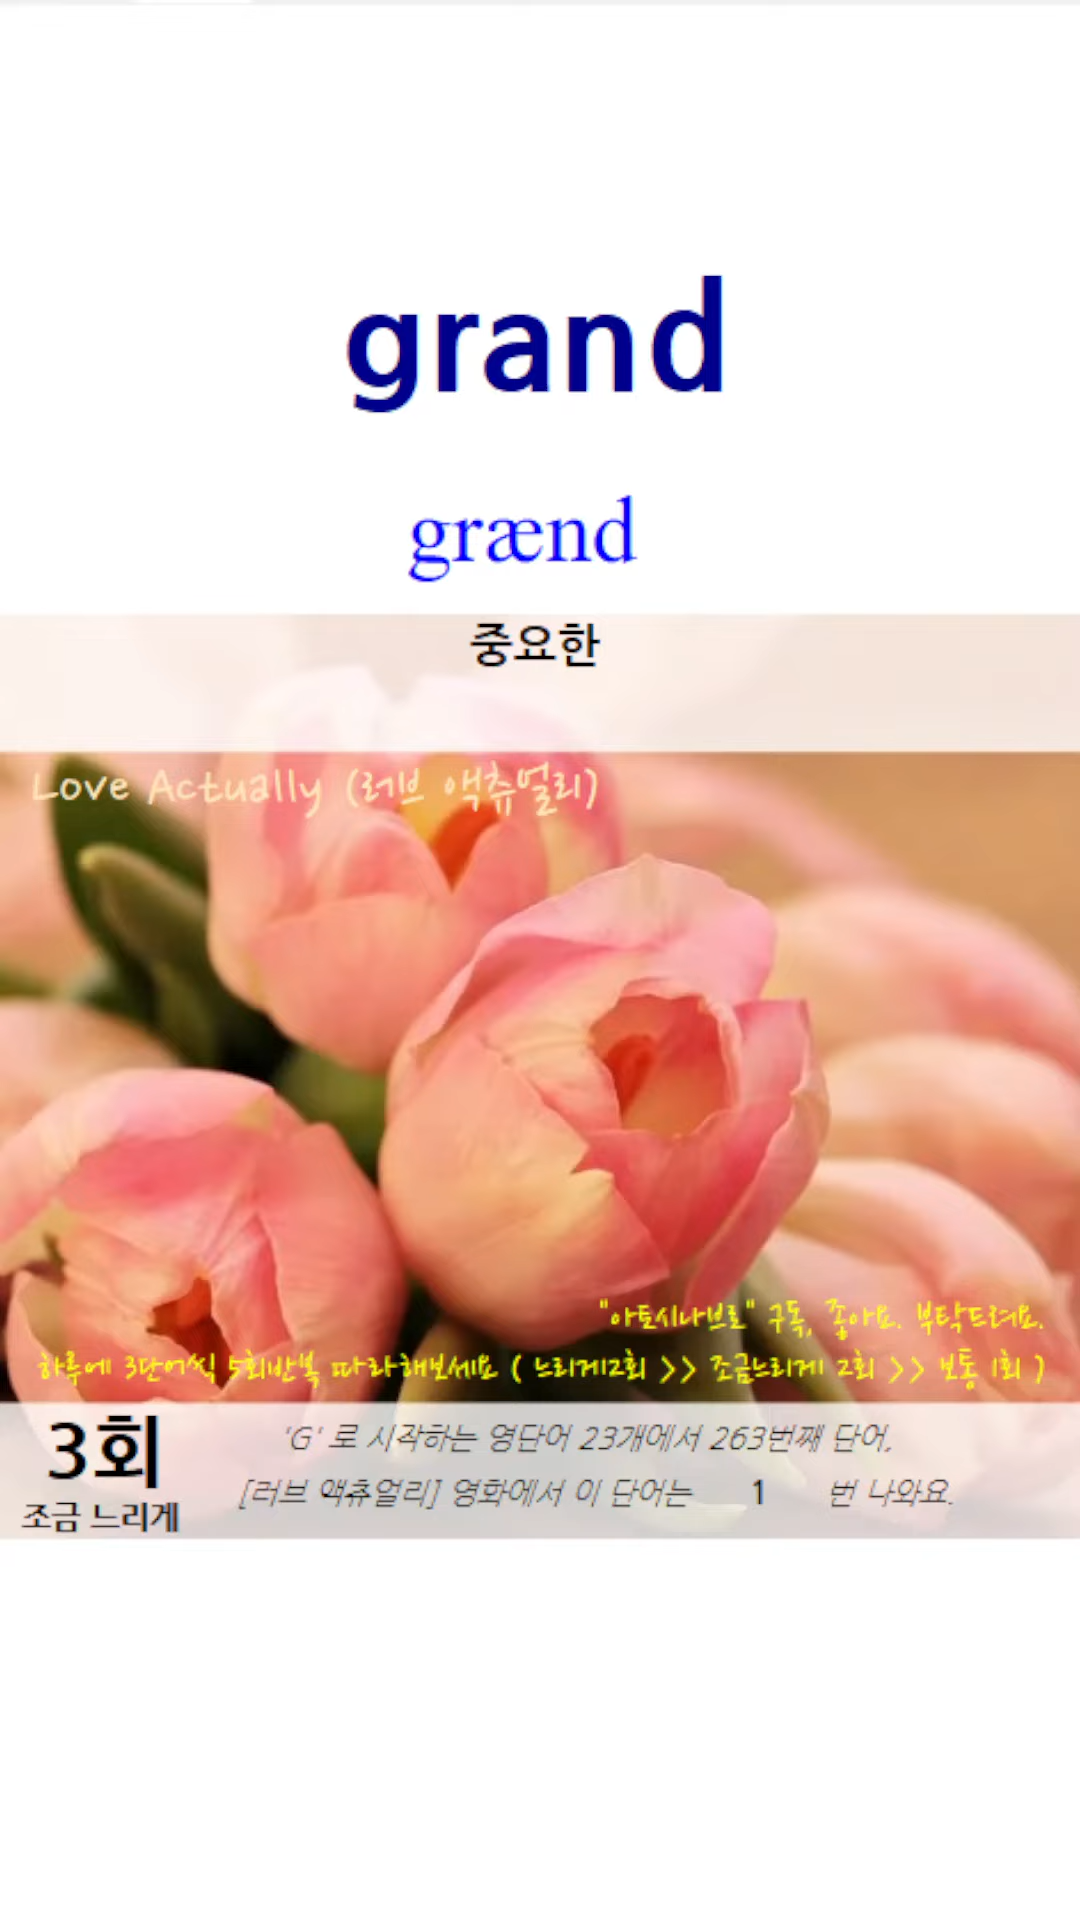 grand
grænd
중요한
Love Actually (러브 액츄얼리)
"아토시나브로" 구독, 좋아요. 부탁드려요.
하루에 3단어씩 5회반복 따라해보세요 ( 느리게2회 >> 조금느리게 2회 >> 보통 1회 )
3회
조금 느리게
'G' 로 시작하는 영단어 23개에서 263번째 단어,
[러브 액츄얼리] 영화에서 이 단어는 1 번 나와요.